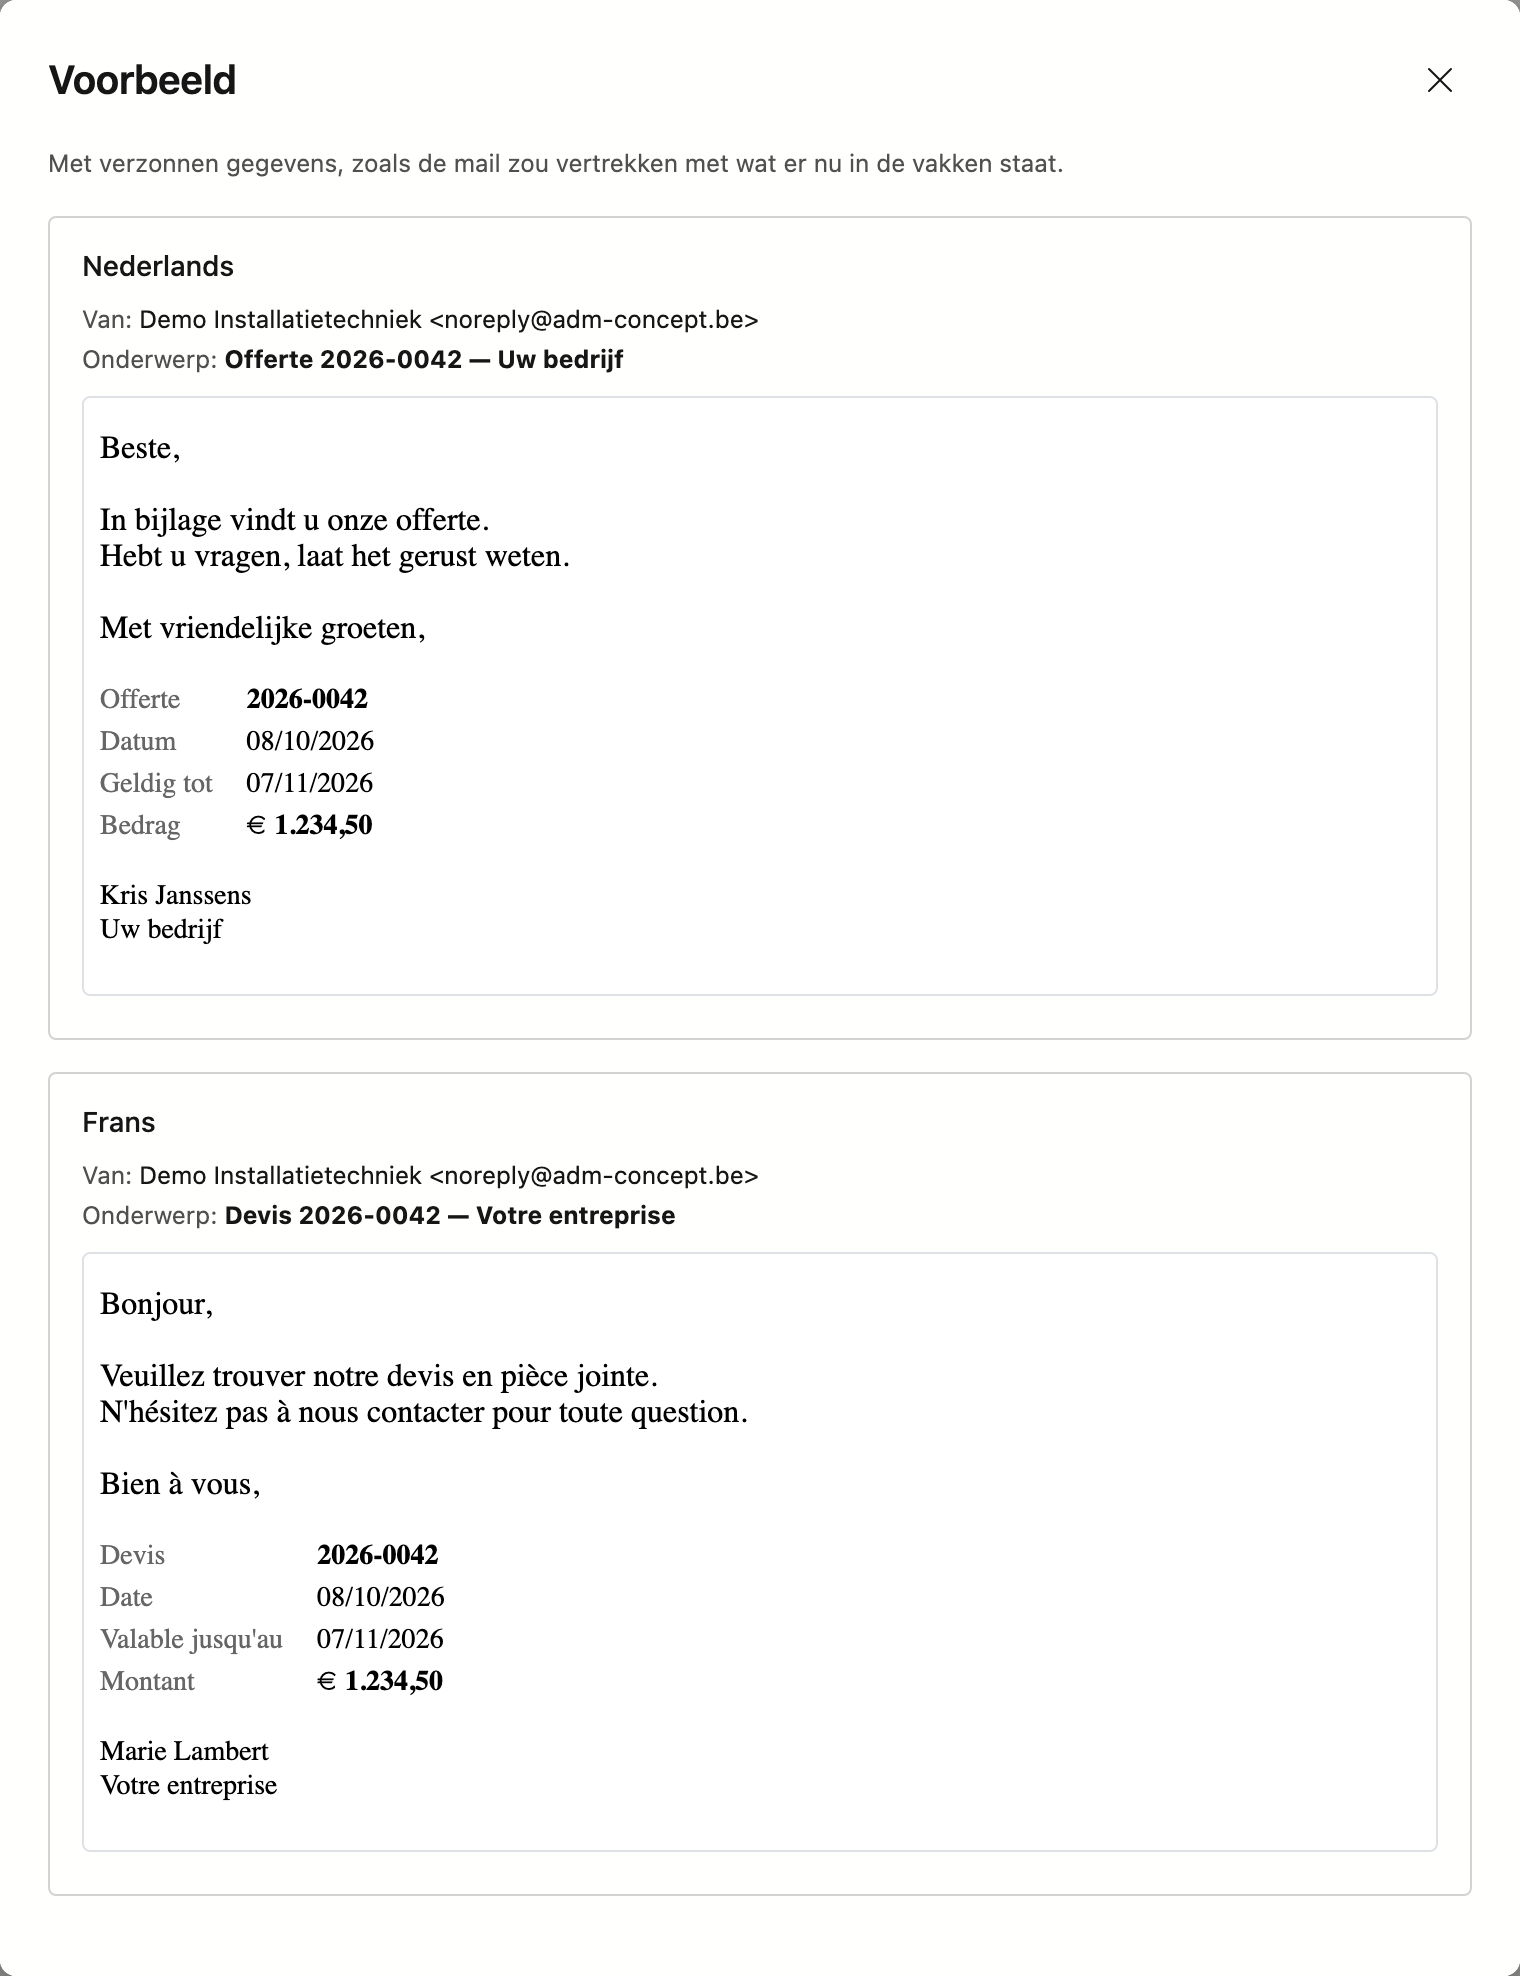 Voorbeeld
Met verzonnen gegevens, zoals de mail zou vertrekken met wat er nu in de vakken staat.
Nederlands
Van: Demo Installatietechniek <noreply@adm-concept.be>
Onderwerp: Offerte 2026-0042 — Uw bedrijf
Beste,
In bijlage vindt u onze offerte.
Hebt u vragen, laat het gerust weten.
Met vriendelijke groeten,
Offerte 2026-0042
Datum 08/10/2026
Geldig tot 07/11/2026
Bedrag € 1.234,50
Kris Janssens
Uw bedrijf
Frans
Van: Demo Installatietechniek <noreply@adm-concept.be>
Onderwerp: Devis 2026-0042 — Votre entreprise
Bonjour,
Veuillez trouver notre devis en pièce jointe.
N'hésitez pas à nous contacter pour toute question.
Bien à vous,
Devis 2026-0042
Date 08/10/2026
Valable jusqu'au 07/11/2026
Montant € 1.234,50
Marie Lambert
Votre entreprise